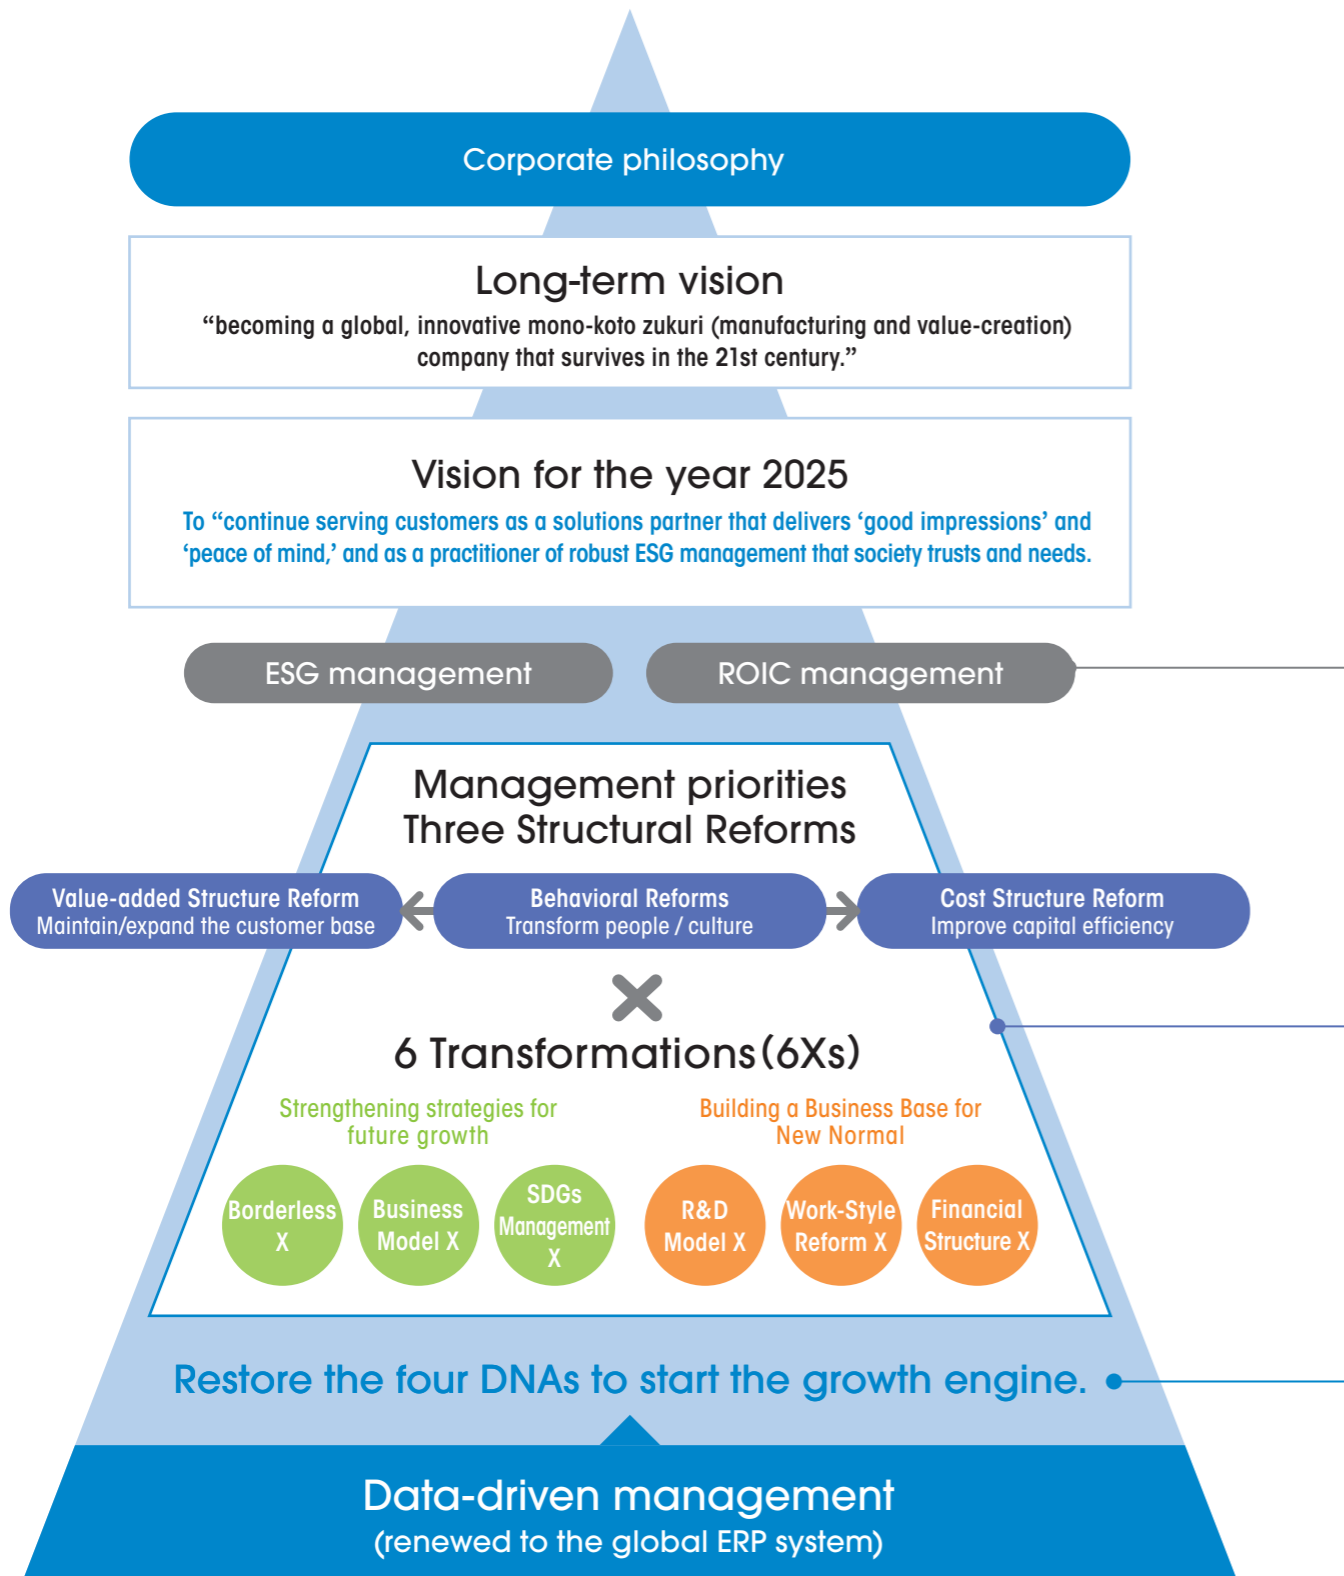 Corporate philosophy
Long-term vision
“becoming a global, innovative mono-koto zukuri (manufacturing and value-creation)
company that survives in the 21st century.”
Vision for the year 2025
To “continue serving customers as a solutions partner that delivers ‘good impressions’ and
‘peace of mind,’ and as a practitioner of robust ESG management that society trusts and needs.
ESG management
ROIC management
Management priorities
Three Structural Reforms
Value-added Structure Reform
Maintain/expand the customer base
Behavioral Reforms
Transform people / culture
Cost Structure Reform
Improve capital efficiency
6 Transformations (6Xs)
Strengthening strategies for
future growth
Building a Business Base for
New Normal
Borderless
X
Business
Model X
SDGs
Management
X
R&D
Model X
Work-Style
Reform X
Financial
Structure X
Restore the four DNAs to start the growth engine.
Data-driven management
(renewed to the global ERP system)